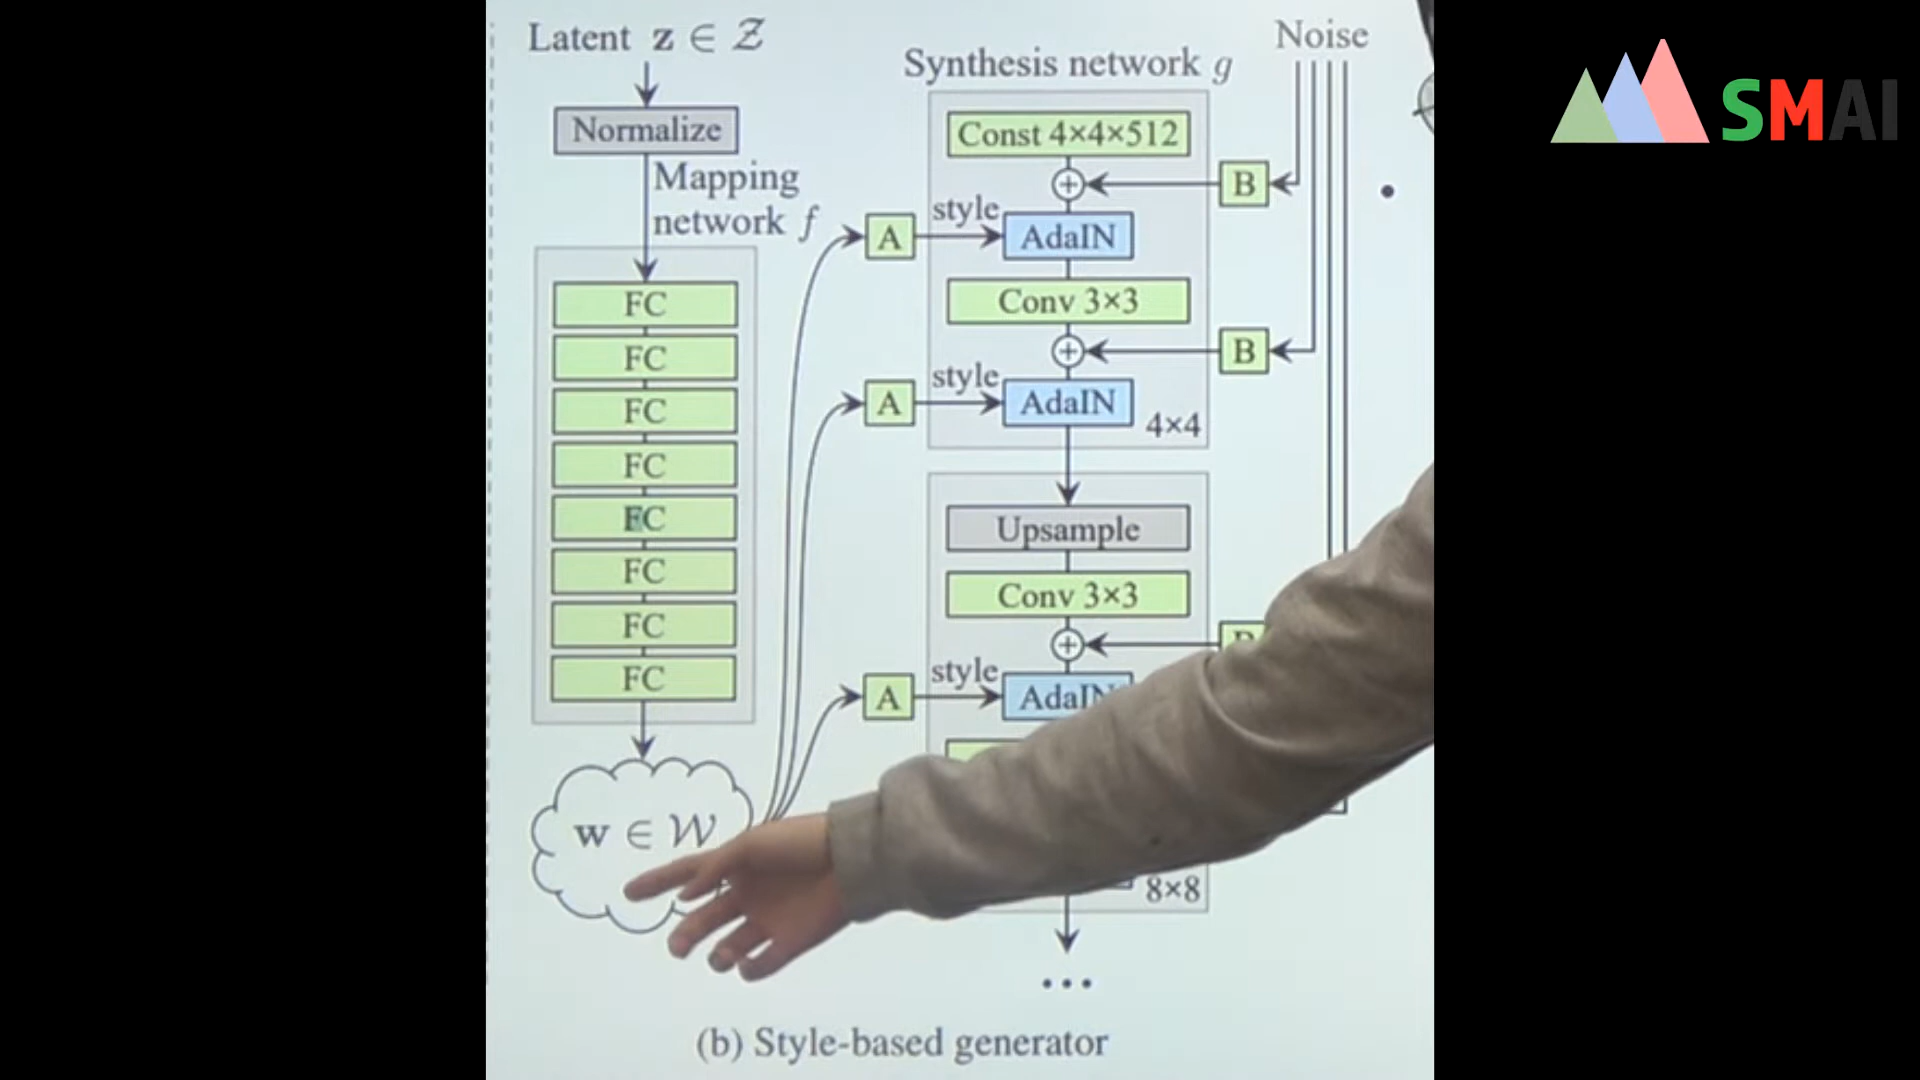 Latent z ∈ Z
Normalize
Mapping
network f
FC
FC
FC
FC
FC
FC
FC
FC
w ∈ W
Synthesis network g
Noise
Const 4×4×512
B
style
A
AdaIN
Conv 3×3
B
style
A
AdaIN
4×4
Upsample
Conv 3×3
style
A
8×8
...
(b) Style-based generator
SMAI